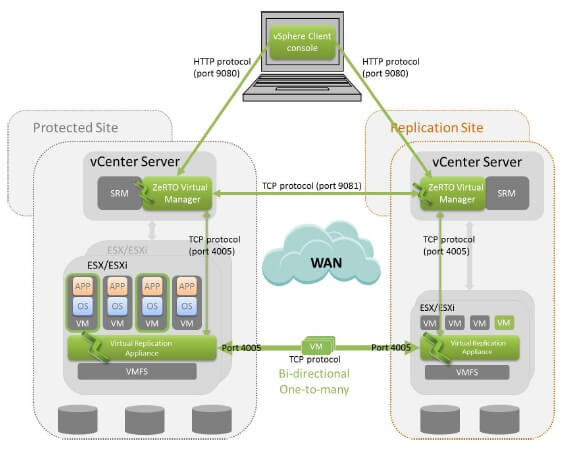 vSphere Client
console
HTTP protocol
(port 9080)
HTTP protocol
(port 9080)
Protected Site
Replication Site
vCenter Server
SRM
ZeRTO Virtual
Manager
TCP protocol (port 9081)
vCenter Server
ZeRTO Virtual
Manager
SRM
TCP protocol
(port 4005)
TCP protocol
(port 4005)
WAN
ESX/ESXi
ESX/ESXi
APP
APP
APP
APP
OS
OS
OS
OS
VM
VM
VM
VM
Virtual Replication
Appliance
VMFS
Port 4005
VM
Port 4005
TCP protocol
Bi-directional
One-to-many
ESX/ESXi
VM
VM
VM
VM
Virtual Replication
Appliance
VMFS